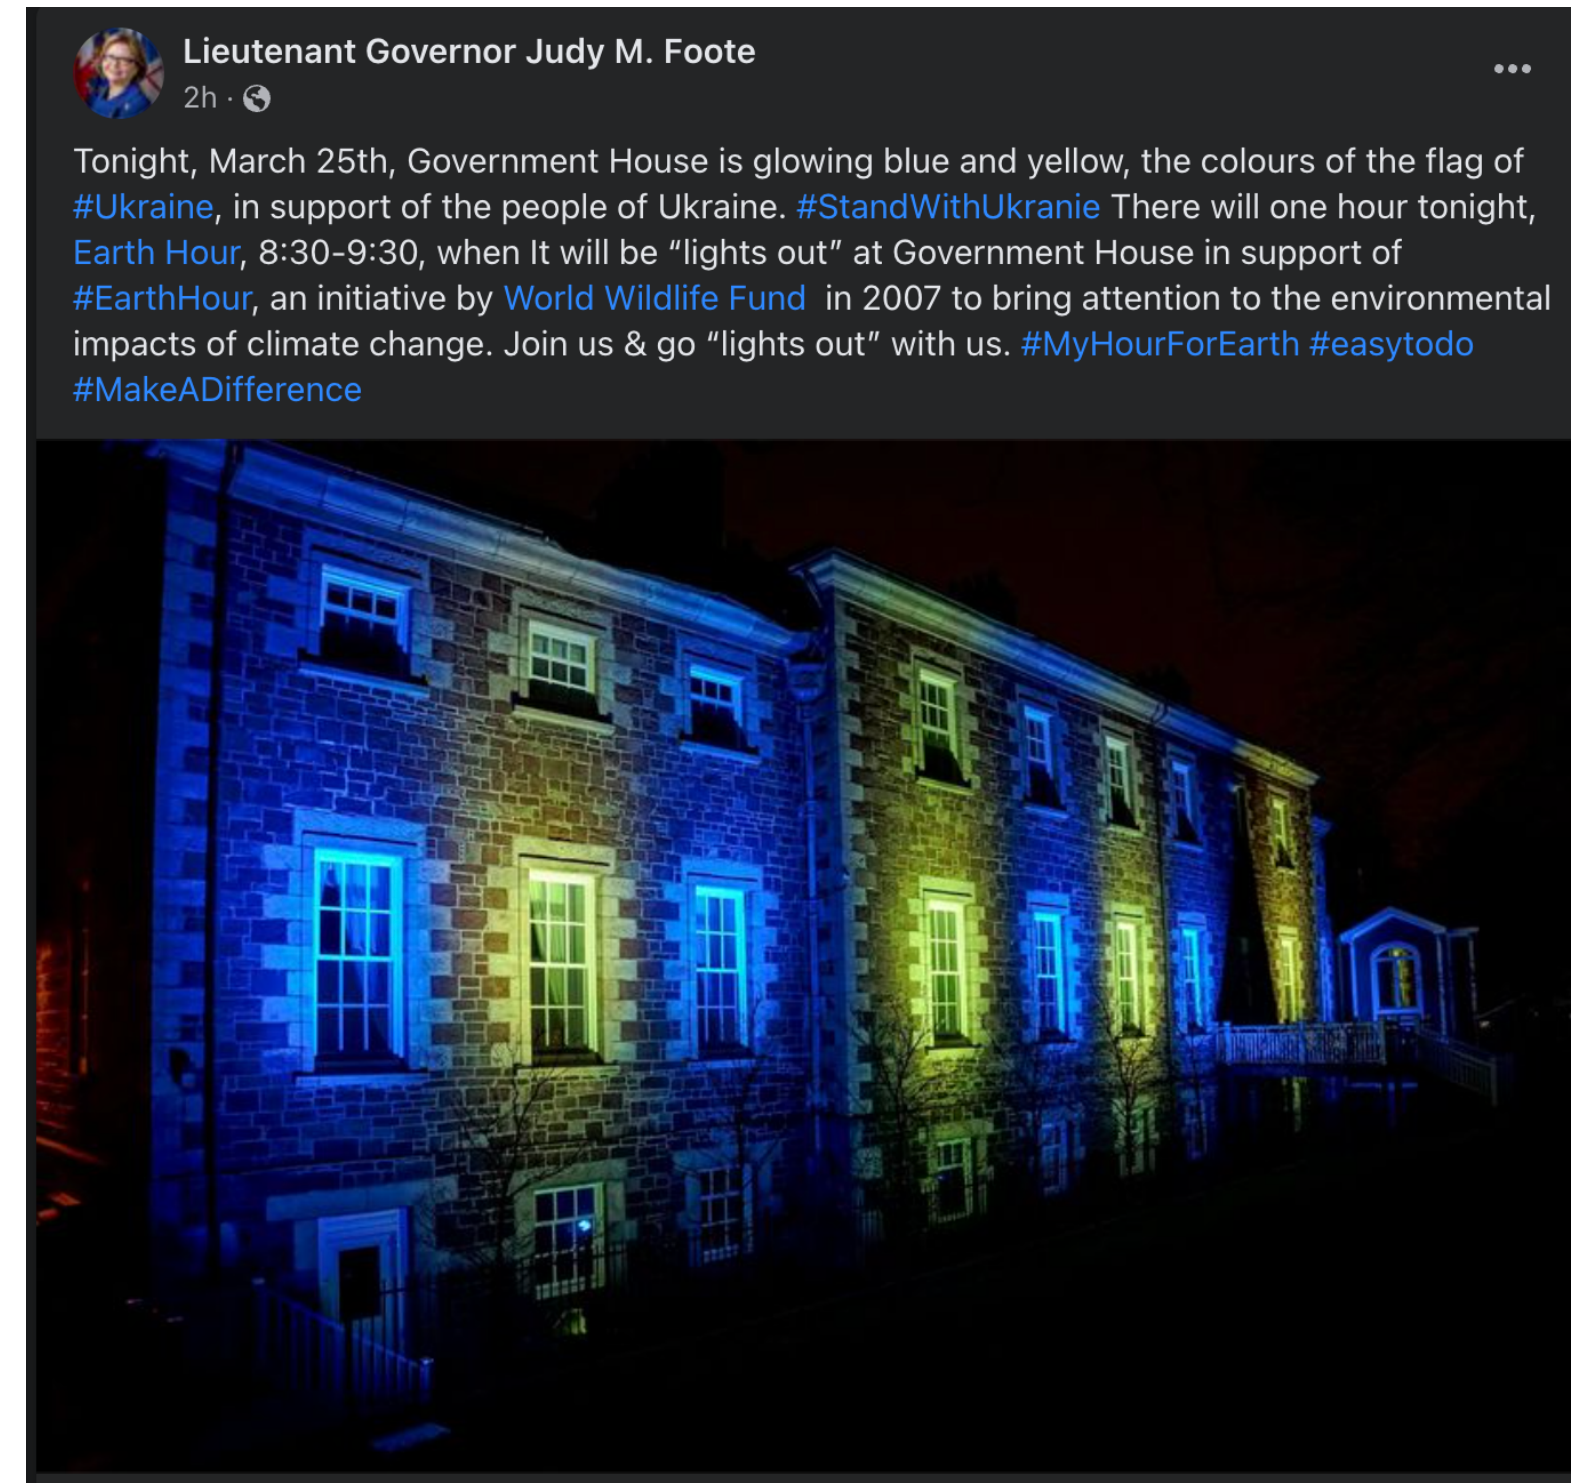 Lieutenant Governor Judy M. Foote
2h ·
Tonight, March 25th, Government House is glowing blue and yellow, the colours of the flag of
#Ukraine, in support of the people of Ukraine. #StandWithUkranie There will one hour tonight,
Earth Hour, 8:30-9:30, when It will be “lights out” at Government House in support of
#EarthHour, an initiative by World Wildlife Fund  in 2007 to bring attention to the environmental
impacts of climate change. Join us & go “lights out” with us. #MyHourForEarth #easytodo
#MakeADifference